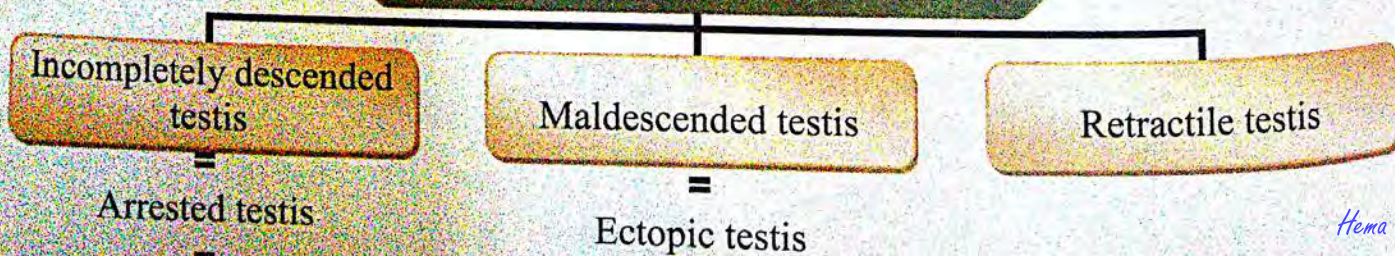 Incompletely descended
testis
=
Arrested testis
=
Maldescended testis
=
Ectopic testis
Retractile testis
Hema